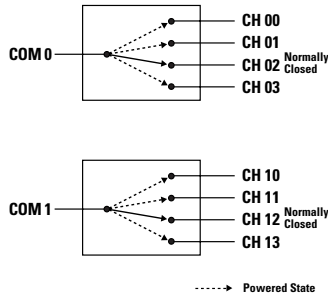 CH 00
CH 01
COM 0
CH 02 Normally Closed
CH 03
CH 10
CH 11
COM 1
CH 12 Normally Closed
CH 13
Powered State